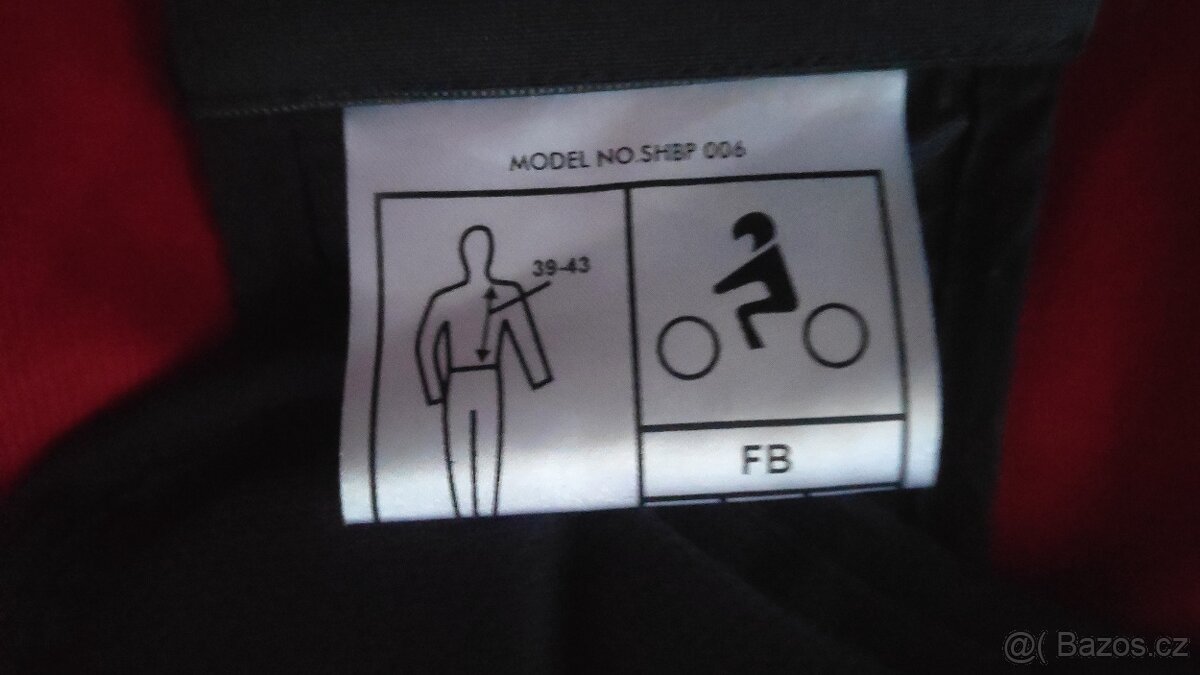 MODEL NO.SHBP 006
39-43
FB
@( Bazos.cz